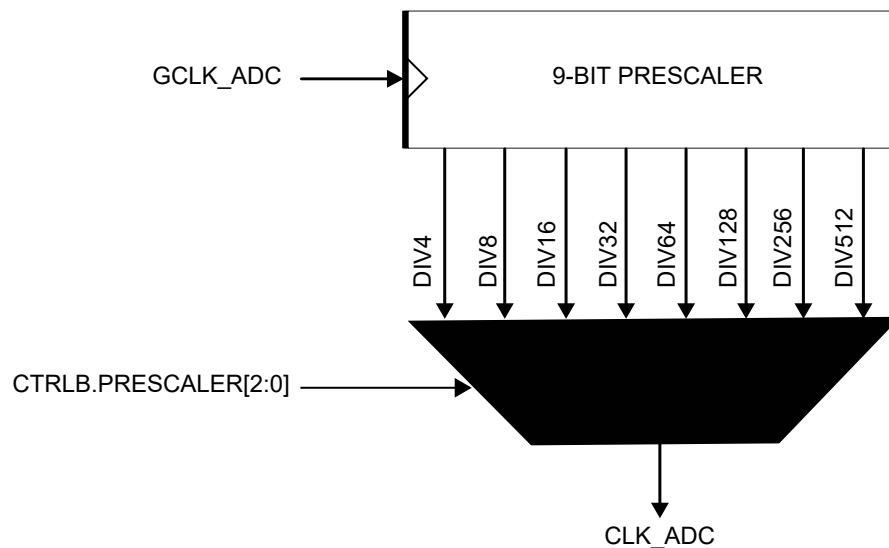 GCLK_ADC
9-BIT PRESCALER
DIV4
DIV8
DIV16
DIV32
DIV64
DIV128
DIV256
DIV512
CTRLB.PRESCALER[2:0]
CLK_ADC